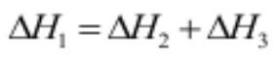 ΔH₁ = ΔH₂ + ΔH₃